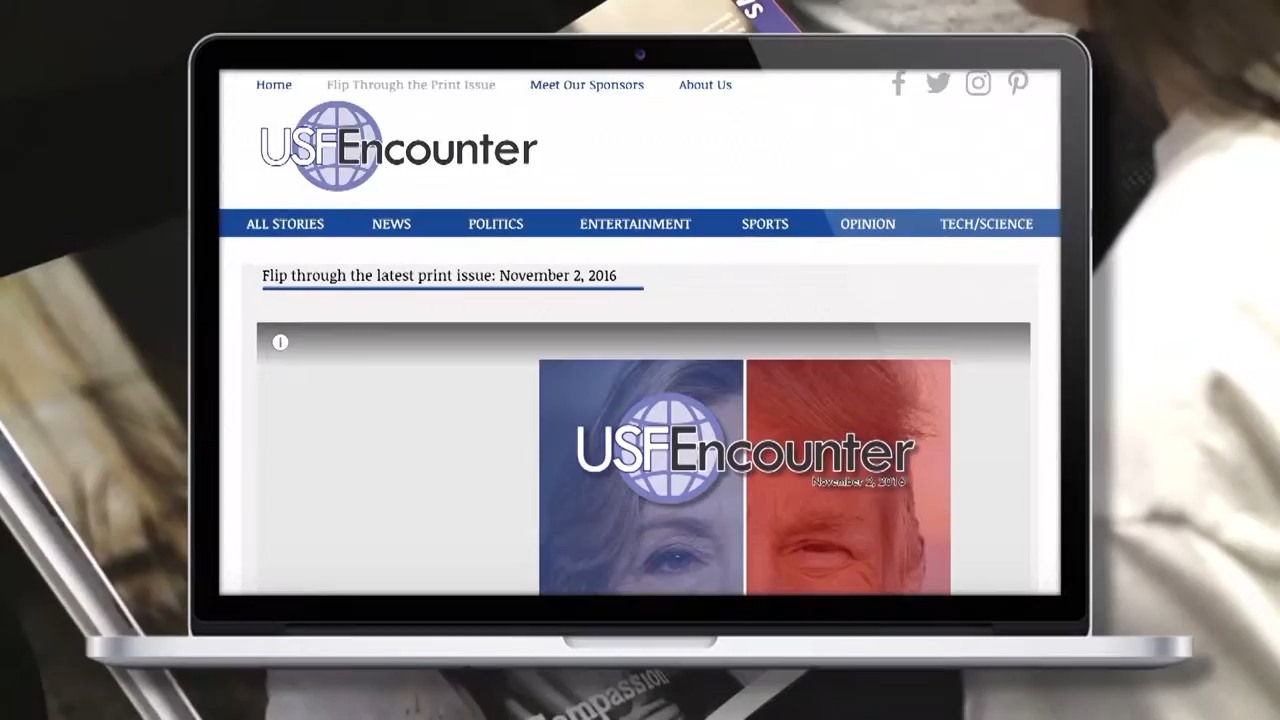 Home Flip Through the Print Issue Meet Our Sponsors About Us
USFEncounter
ALL STORIES NEWS POLITICS ENTERTAINMENT SPORTS OPINION TECH/SCIENCE
Flip through the latest print issue: November 2, 2016
USFEncounter
November 2, 2016
Compassion